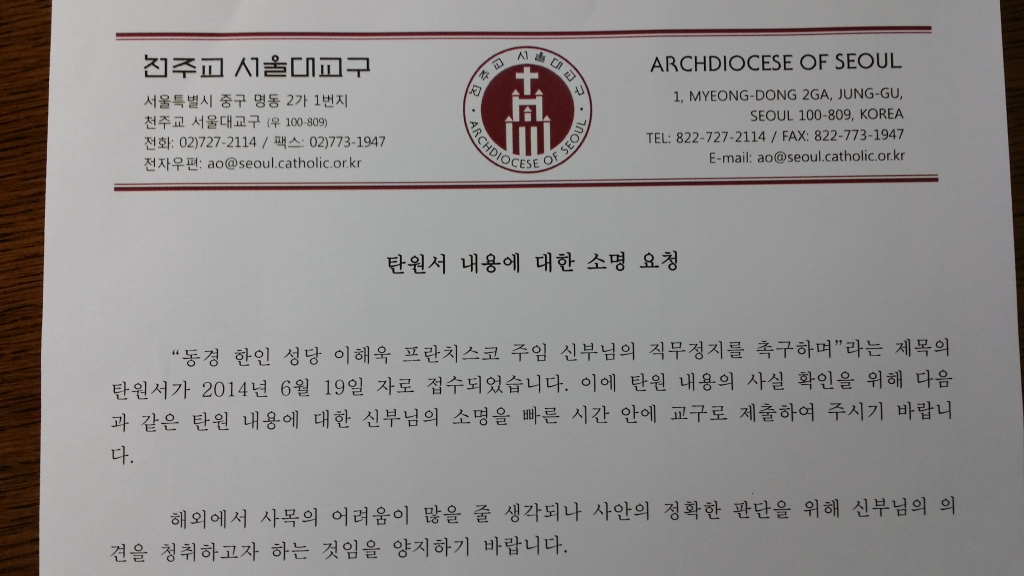 천주교 서울대교구
서울특별시 중구 명동 2가 1번지
천주교 서울대교구 (우 100-809)
전화: 02)727-2114 / 팩스: 02)773-1947
전자우편: ao@seoul.catholic.or.kr
천주교 서울대교구
ARCHDIOCESE OF SEOUL
ARCHDIOCESE OF SEOUL
1, MYEONG-DONG 2GA, JUNG-GU,
SEOUL 100-809, KOREA
TEL: 822-727-2114 / FAX: 822-773-1947
E-mail: ao@seoul.catholic.or.kr
탄원서 내용에 대한 소명 요청
“동경 한인 성당 이해욱 프란치스코 주임 신부님의 직무정지를 촉구하며”라는 제목의
탄원서가 2014년 6월 19일 자로 접수되었습니다. 이에 탄원 내용의 사실 확인을 위해 다음
과 같은 탄원 내용에 대한 신부님의 소명을 빠른 시간 안에 교구로 제출하여 주시기 바랍니
다.
해외에서 사목의 어려움이 많을 줄 생각되나 사안의 정확한 판단을 위해 신부님의 의
견을 청취하고자 하는 것임을 양지하기 바랍니다.